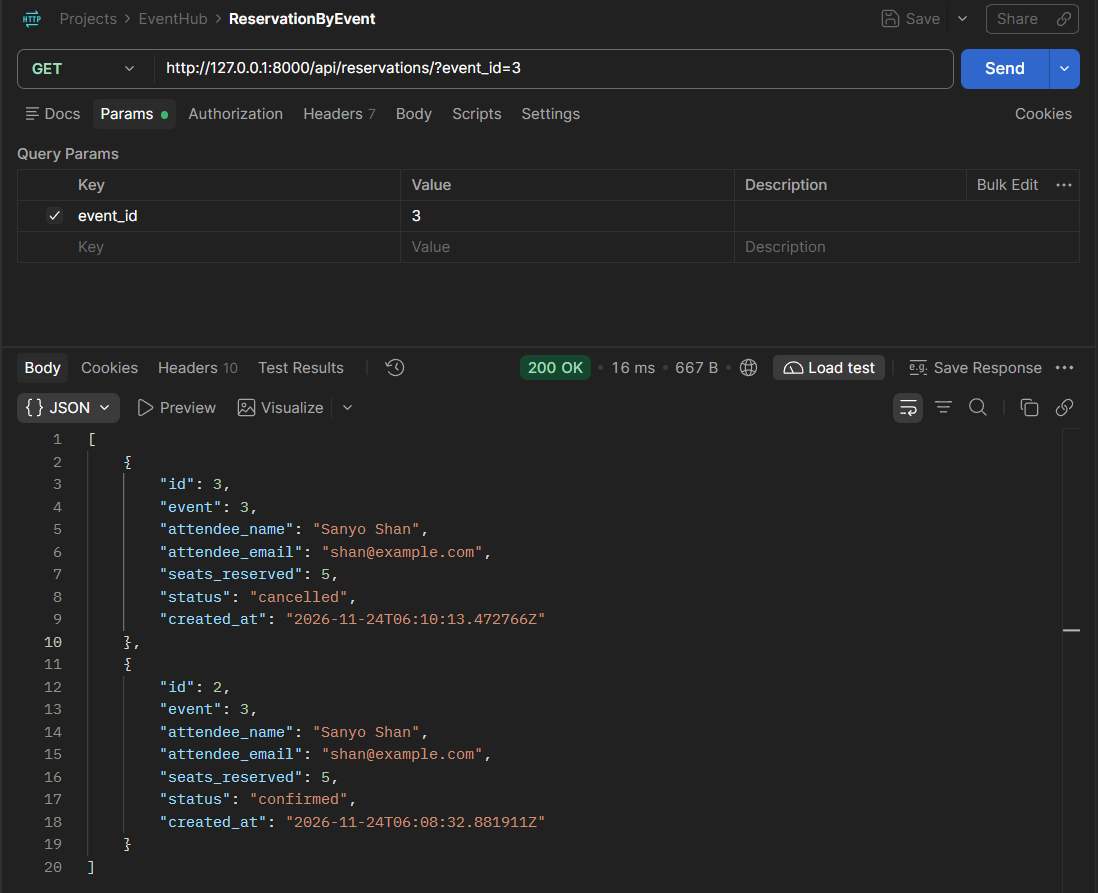 HTTP Projects > EventHub > ReservationByEvent Save Share
GET http://127.0.0.1:8000/api/reservations/?event_id=3 Send
Docs Params Authorization Headers 7 Body Scripts Settings Cookies
Query Params
Key Value Description Bulk Edit ···
event_id 3
Key Value Description
Body Cookies Headers 10 Test Results 200 OK • 16 ms • 667 B • Load test e.g. Save Response ···
{} JSON Preview Visualize
1 [
2 {
3 "id": 3,
4 "event": 3,
5 "attendee_name": "Sanyo Shan",
6 "attendee_email": "shan@example.com",
7 "seats_reserved": 5,
8 "status": "cancelled",
9 "created_at": "2026-11-24T06:10:13.472766Z"
10 },
11 {
12 "id": 2,
13 "event": 3,
14 "attendee_name": "Sanyo Shan",
15 "attendee_email": "shan@example.com",
16 "seats_reserved": 5,
17 "status": "confirmed",
18 "created_at": "2026-11-24T06:08:32.881911Z"
19 }
20 ]